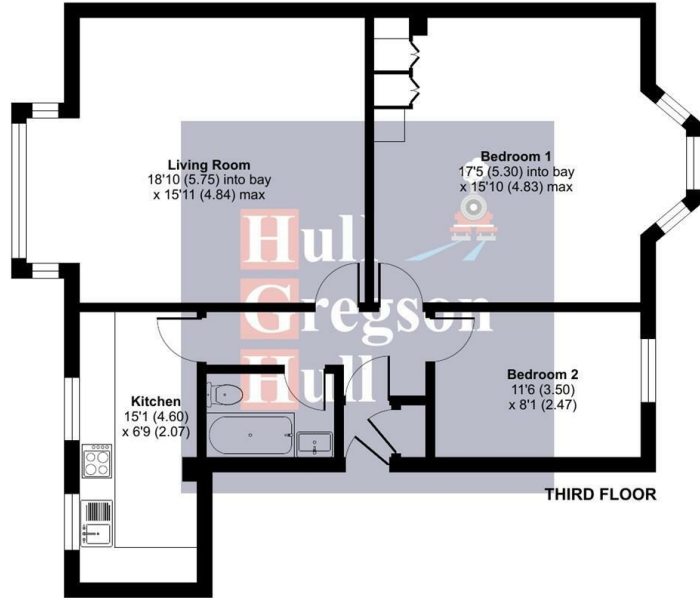 Living Room
18'10 (5.75) into bay
x 15'11 (4.84) max
Bedroom 1
17'5 (5.30) into bay
x 15'10 (4.83) max
Hull
Gregson
Hull
Kitchen
15'1 (4.60)
x 6'9 (2.07)
Bedroom 2
11'6 (3.50)
x 8'1 (2.47)
THIRD FLOOR